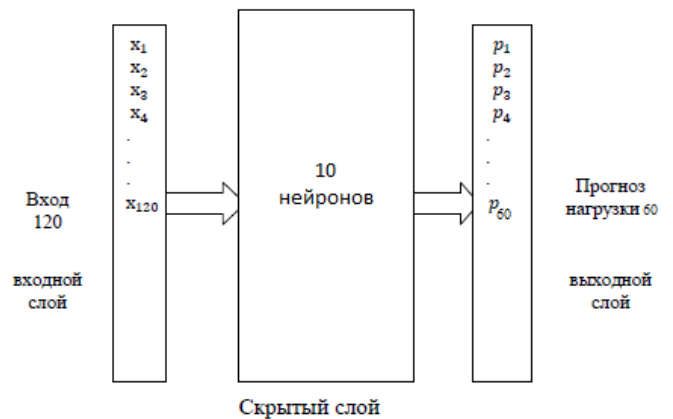 x₁
x₂
x₃
x₄
.
.
.
x₁₂₀
Вход
120
входной
слой
10
нейронов
Скрытый слой
p₁
p₂
p₃
p₄
.
.
.
p₆₀
Прогноз
нагрузки 60
выходной
слой